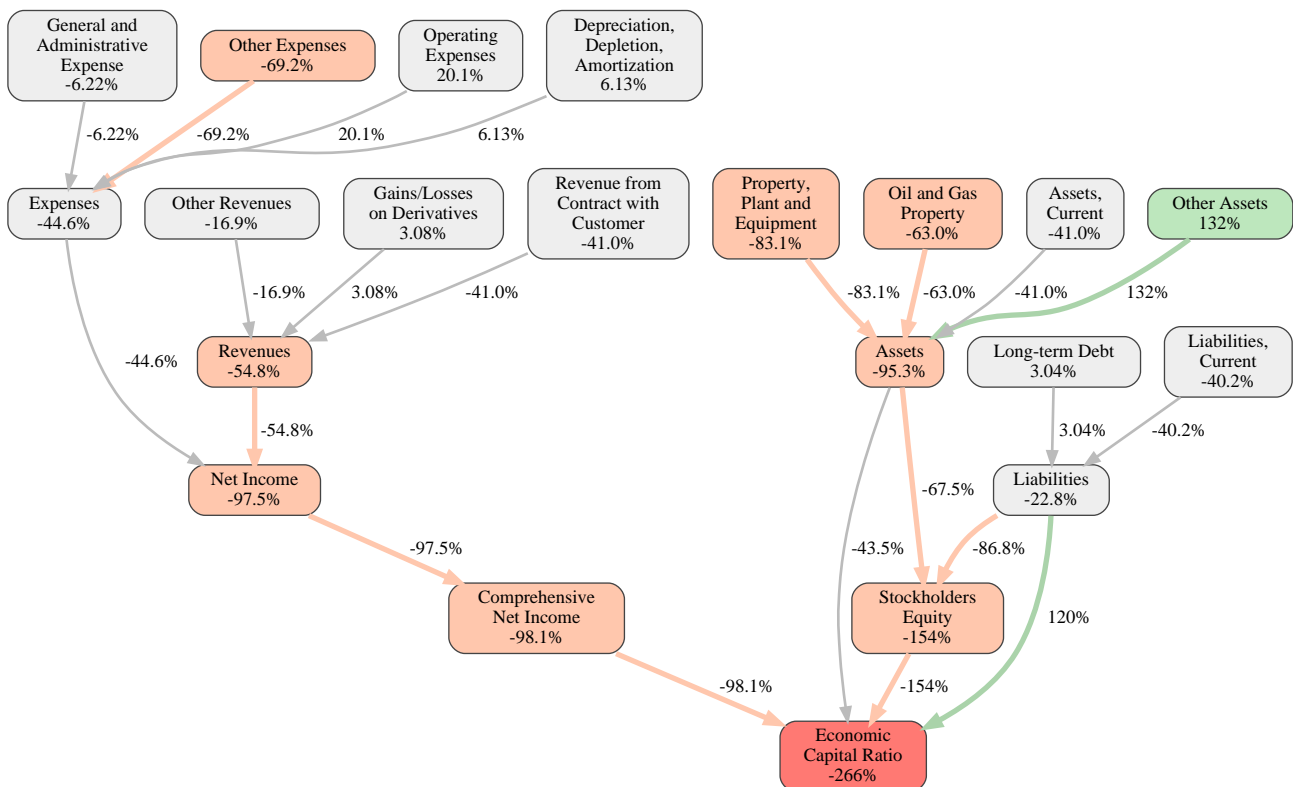 General and
Administrative
Expense
-6.22%
Other Expenses
-69.2%
Operating
Expenses
20.1%
Depreciation,
Depletion,
Amortization
6.13%
-6.22%
-69.2%
20.1%
6.13%
Expenses
-44.6%
Other Revenues
-16.9%
Gains/Losses
on Derivatives
3.08%
Revenue from
Contract with
Customer
-41.0%
Property,
Plant and
Equipment
-83.1%
Oil and Gas
Property
-63.0%
Assets,
Current
-41.0%
Other Assets
132%
-16.9%
3.08%
-41.0%
-83.1%
-63.0%
-41.0%
132%
-44.6%
Revenues
-54.8%
Assets
-95.3%
Long-term Debt
3.04%
Liabilities,
Current
-40.2%
-54.8%
3.04%
-40.2%
Net Income
-97.5%
-67.5%
Liabilities
-22.8%
-97.5%
-43.5%
-86.8%
Comprehensive
Net Income
-98.1%
Stockholders
Equity
-154%
120%
-98.1%
-154%
Economic
Capital Ratio
-266%